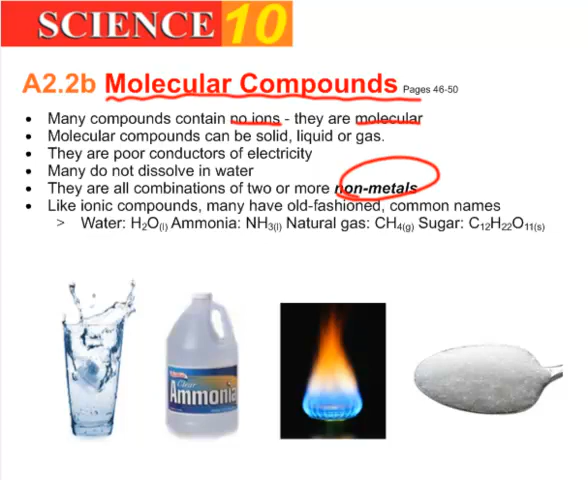 SCIENCE 10
A2.2b Molecular Compounds Pages 46-50
• Many compounds contain no ions - they are molecular
• Molecular compounds can be solid, liquid or gas.
• They are poor conductors of electricity
• Many do not dissolve in water
• They are all combinations of two or more non-metals
• Like ionic compounds, many have old-fashioned, common names
> Water: H₂O₍l₎ Ammonia: NH₃₍l₎ Natural gas: CH₄₍g₎ Sugar: C₁₂H₂₂O₁₁₍s₎
Clear
Ammonia